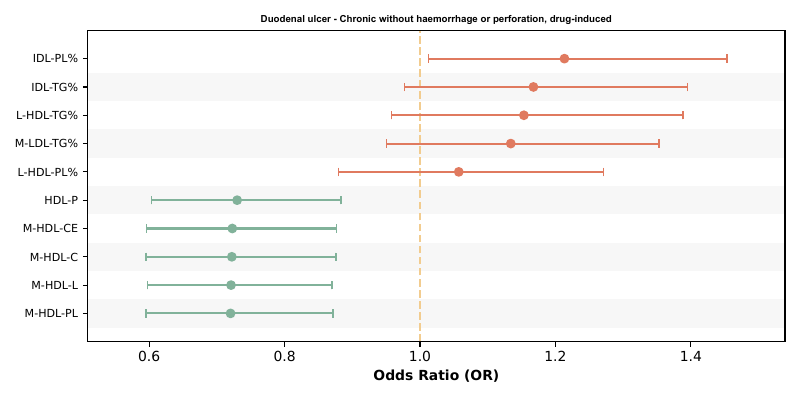 Duodenal ulcer - Chronic without haemorrhage or perforation, drug-induced
IDL-PL%
IDL-TG%
L-HDL-TG%
M-LDL-TG%
L-HDL-PL%
HDL-P
M-HDL-CE
M-HDL-C
M-HDL-L
M-HDL-PL
0.6 0.8 1.0 1.2 1.4
Odds Ratio (OR)